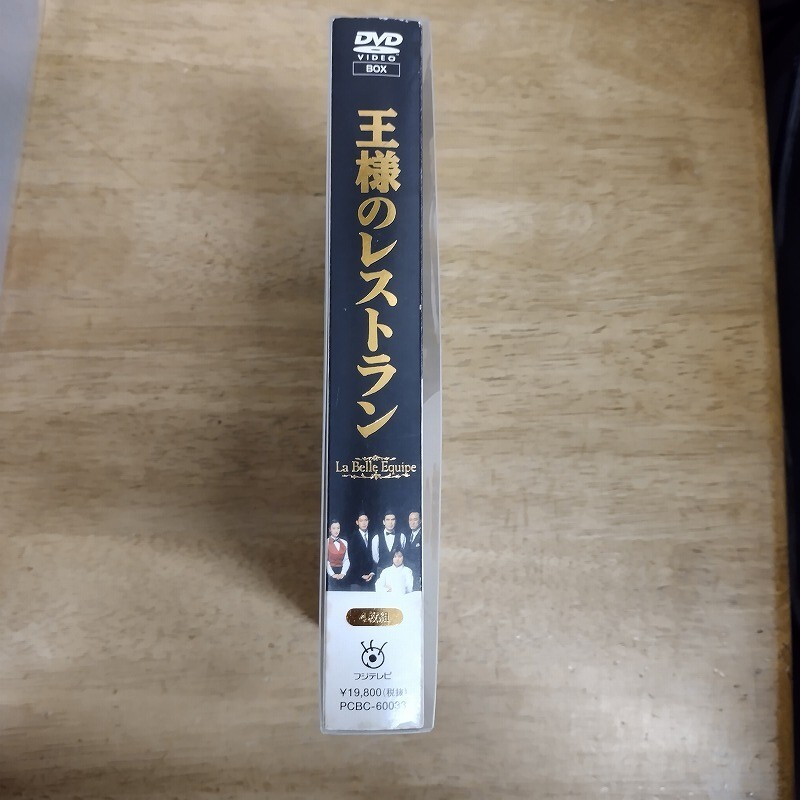 DVD
VIDEO
BOX
王様のレストラン
La Belle Equipe
4枚組
フジテレビ
¥19,800(税抜)